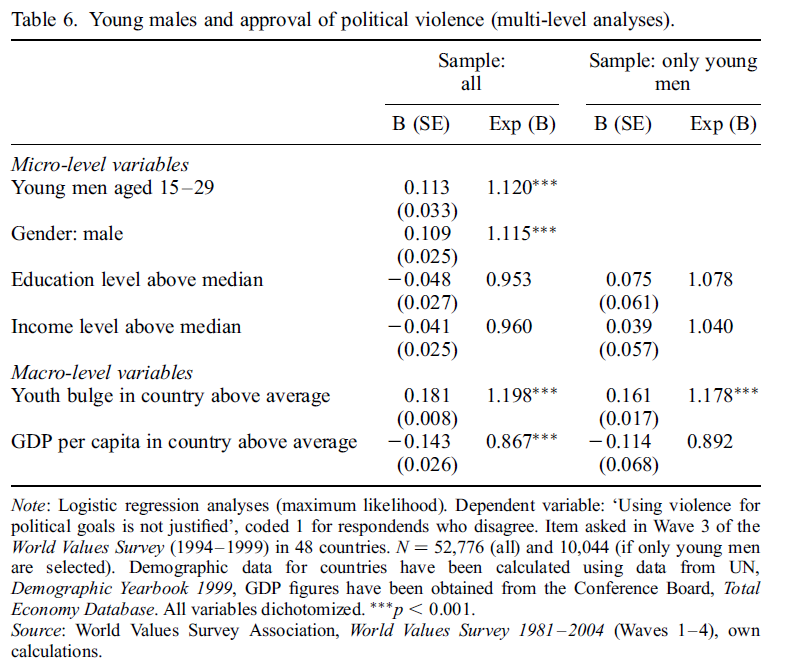 Table 6. Young males and approval of political violence (multi-level analyses).
Sample: all Sample: only young men
B (SE) Exp (B) B (SE) Exp (B)
Micro-level variables
Young men aged 15–29 0.113 1.120***
(0.033)
Gender: male 0.109 1.115***
(0.025)
Education level above median −0.048 0.953 0.075 1.078
(0.027) (0.061)
Income level above median −0.041 0.960 0.039 1.040
(0.025) (0.057)
Macro-level variables
Youth bulge in country above average 0.181 1.198*** 0.161 1.178***
(0.008) (0.017)
GDP per capita in country above average −0.143 0.867*** −0.114 0.892
(0.026) (0.068)
Note: Logistic regression analyses (maximum likelihood). Dependent variable: ‘Using violence for
political goals is not justified’, coded 1 for respondends who disagree. Item asked in Wave 3 of the
World Values Survey (1994–1999) in 48 countries. N = 52,776 (all) and 10,044 (if only young men
are selected). Demographic data for countries have been calculated using data from UN,
Demographic Yearbook 1999, GDP figures have been obtained from the Conference Board, Total
Economy Database. All variables dichotomized. ***p < 0.001.
Source: World Values Survey Association, World Values Survey 1981–2004 (Waves 1–4), own
calculations.